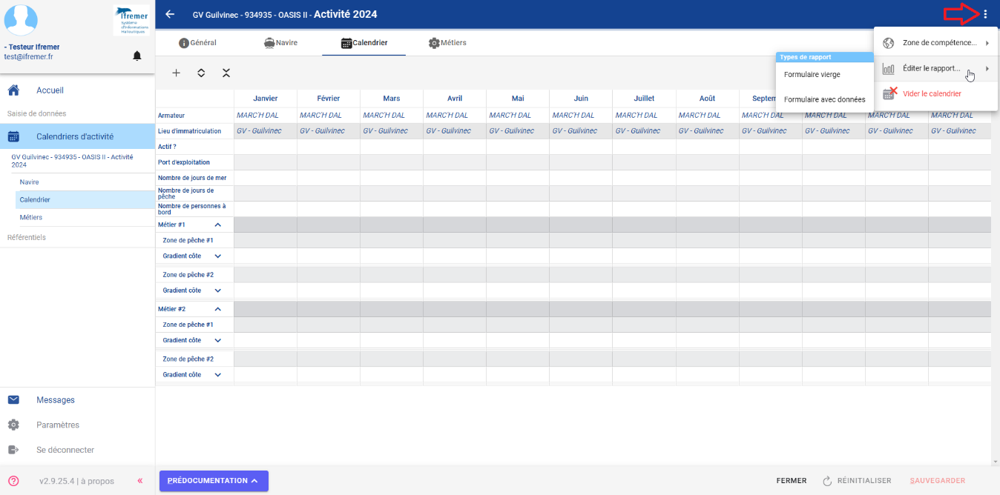 Ifremer
Système
d'Informations
Halieutiques
- Testeur Ifremer
test@ifremer.fr
Accueil
Saisie de données
Calendriers d'activité
GV Guilvinec - 934935 - OASIS II - Activité
2024
Navire
Calendrier
Métiers
Référentiels
Messages
Paramètres
Se déconnecter
v2.9.25.4 | à propos
GV Guilvinec - 934935 - OASIS II - Activité 2024
Général Navire Calendrier Métiers
Zone de compétence...
Éditer le rapport...
Vider le calendrier
Types de rapport
Formulaire vierge
Formulaire avec données
Janvier Février Mars Avril Mai Juin Juillet Août Septem
Armateur MARC'H DAL MARC'H DAL MARC'H DAL MARC'H DAL MARC'H DAL MARC'H DAL MARC'H DAL MARC'H DAL MARC'H DAL MARC'H DAL MARC'H DAL MARC'H DAL
Lieu d'immatriculation GV - Guilvinec GV - Guilvinec GV - Guilvinec GV - Guilvinec GV - Guilvinec GV - Guilvinec GV - Guilvinec GV - Guilvinec GV - Guilvinec GV - Guilvinec GV - Guilvinec GV - Guilvinec
Actif ?
Port d'exploitation
Nombre de jours de mer
Nombre de jours de
pêche
Nombre de personnes à
bord
Métier #1
Zone de pêche #1
Gradient côte
Zone de pêche #2
Gradient côte
Métier #2
Zone de pêche #1
Gradient côte
Zone de pêche #2
Gradient côte
PRÉDOCUMENTATION
FERMER RÉINITIALISER SAUVEGARDER